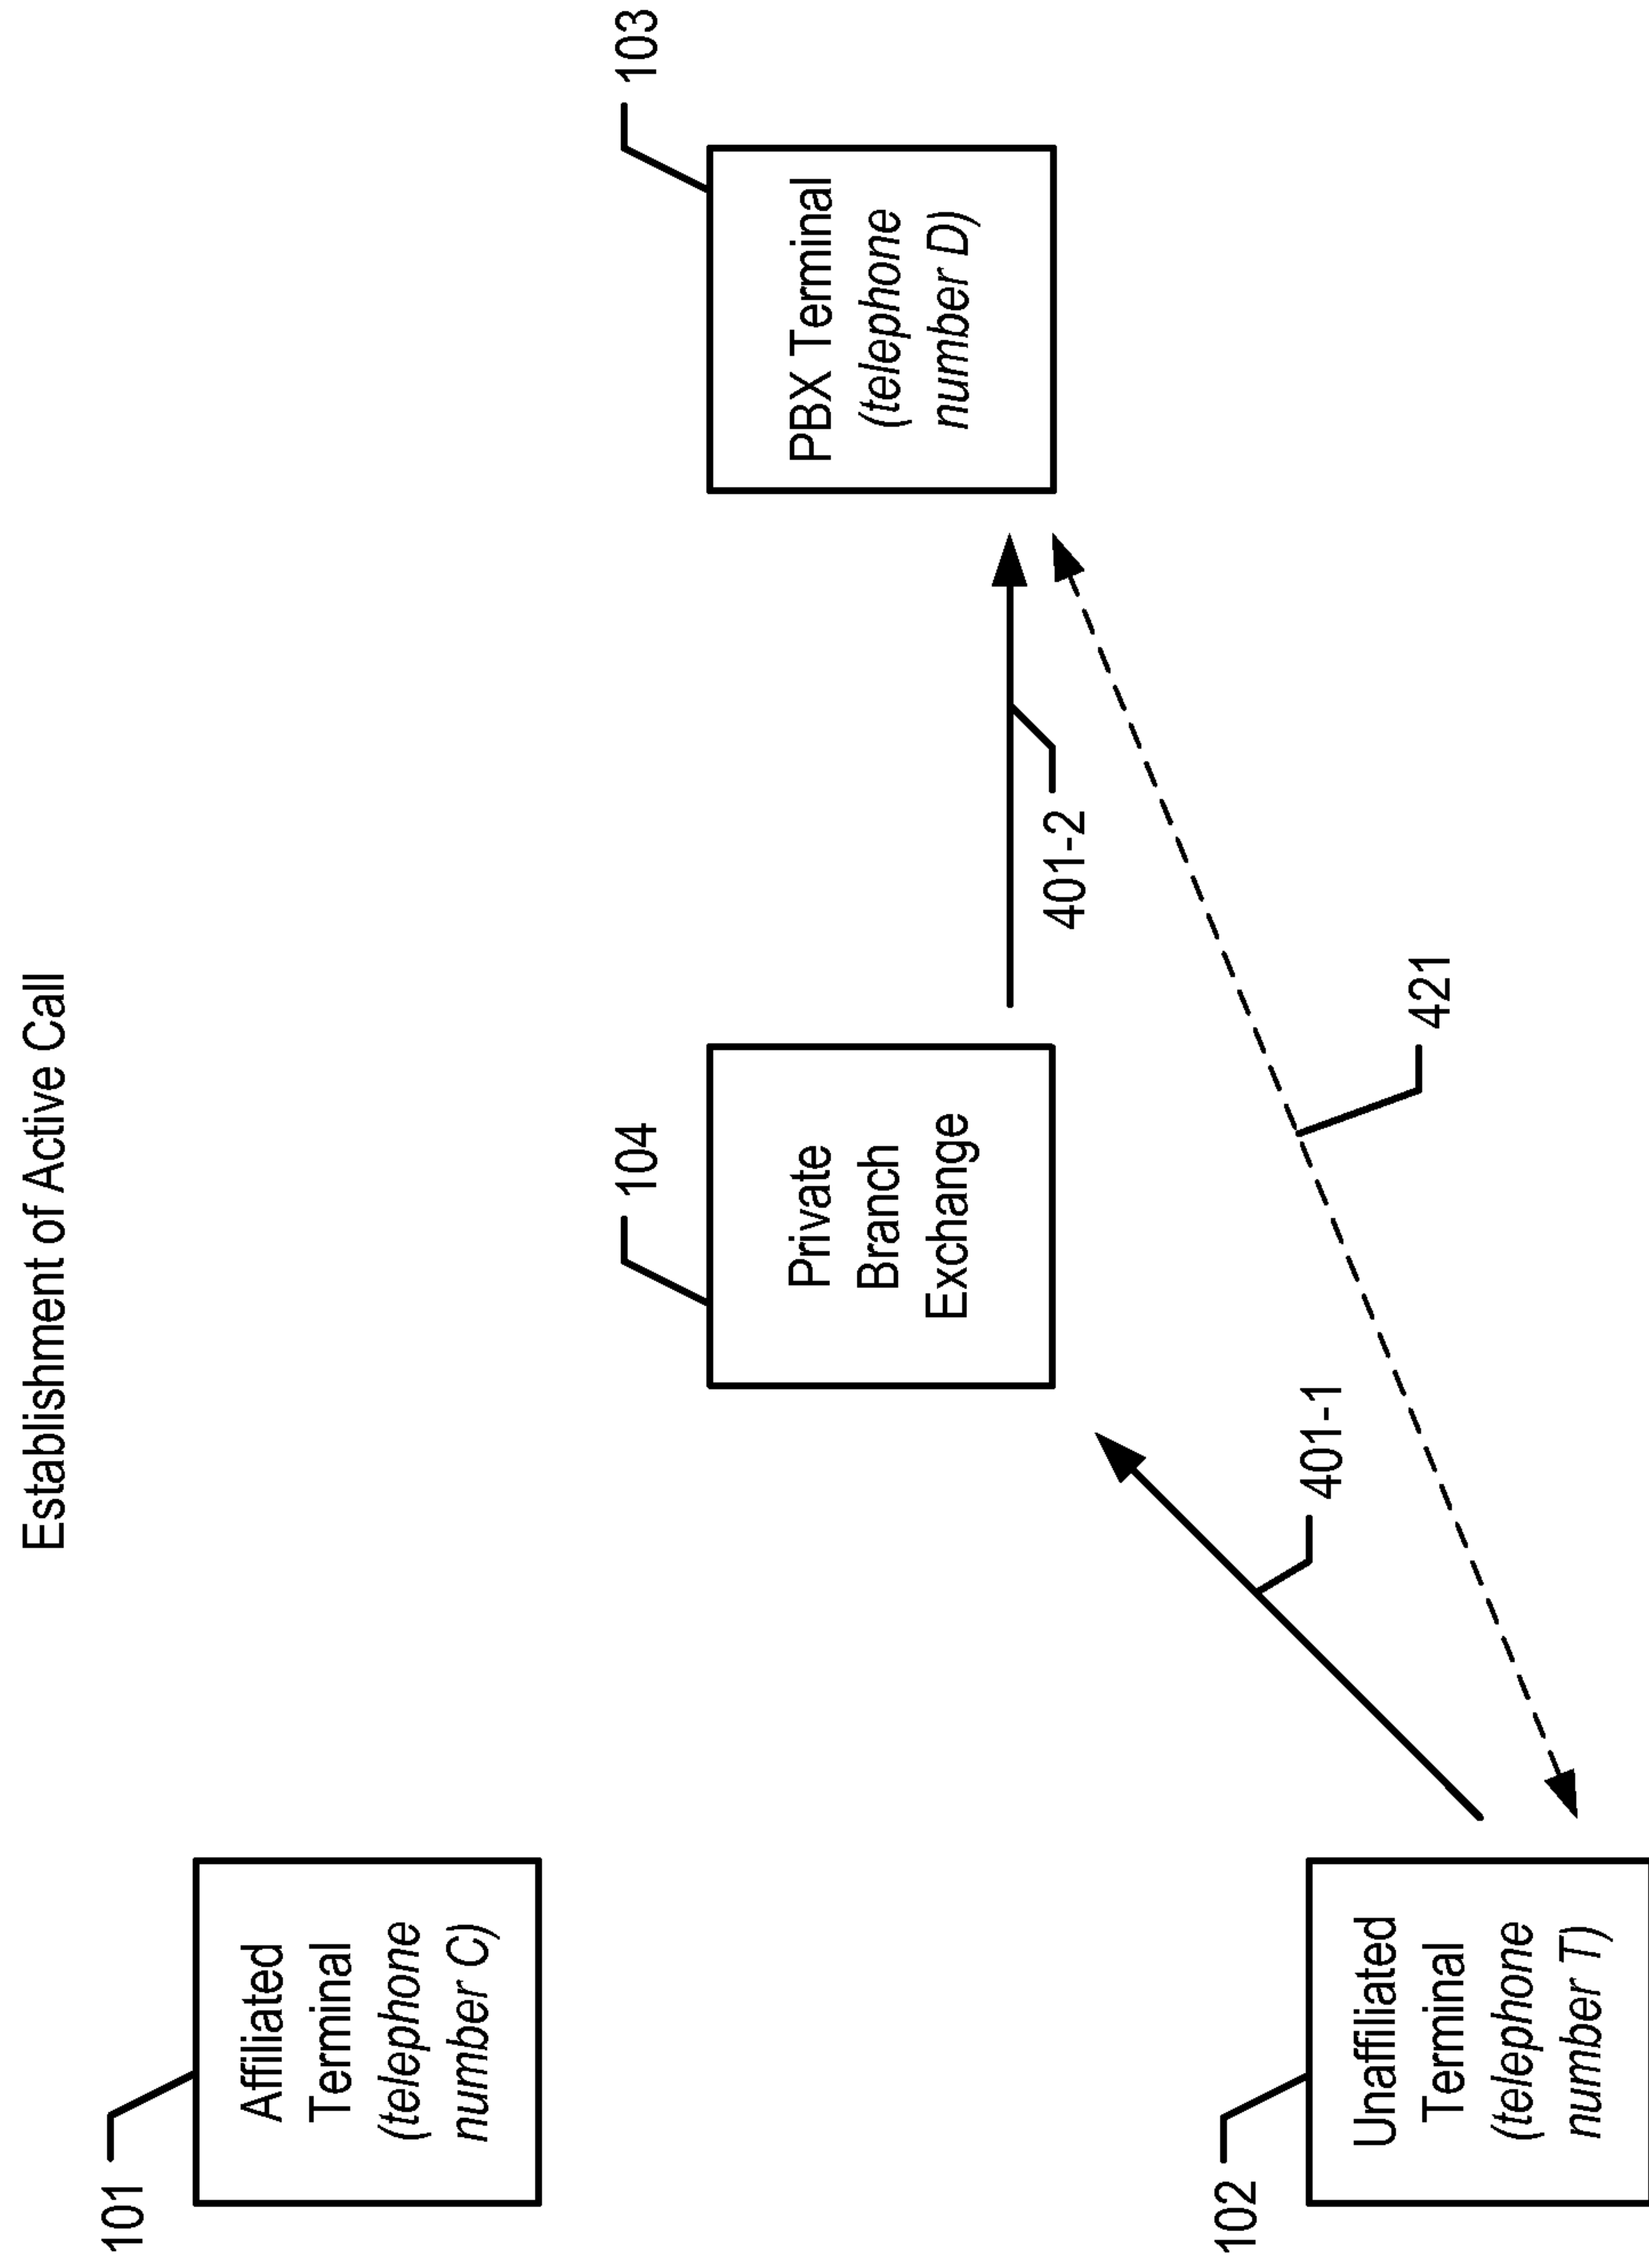 Establishment of Active Call
101
Affiliated
Terminal
(telephone
number C)
104
Private
Branch
Exchange
103
PBX Terminal
(telephone
number D)
401-2
401-1
421
102
Unaffiliated
Terminal
(telephone
number T)